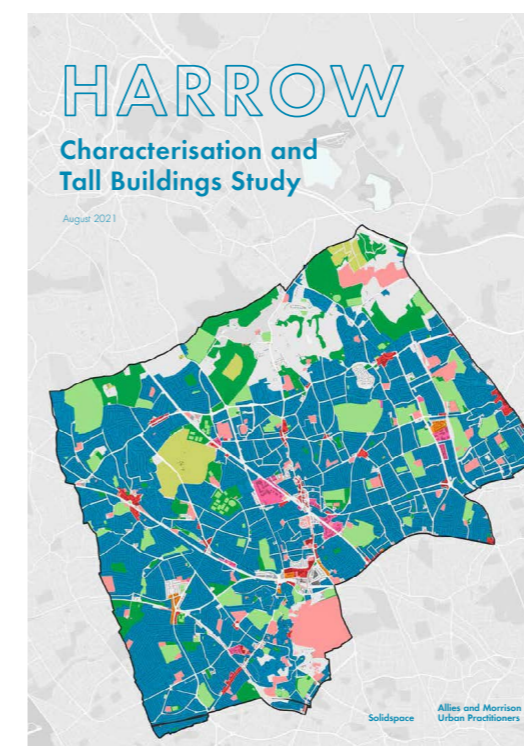 HARROW
Characterisation and
Tall Buildings Study
August 2021
Solidspace
Allies and Morrison
Urban Practitioners